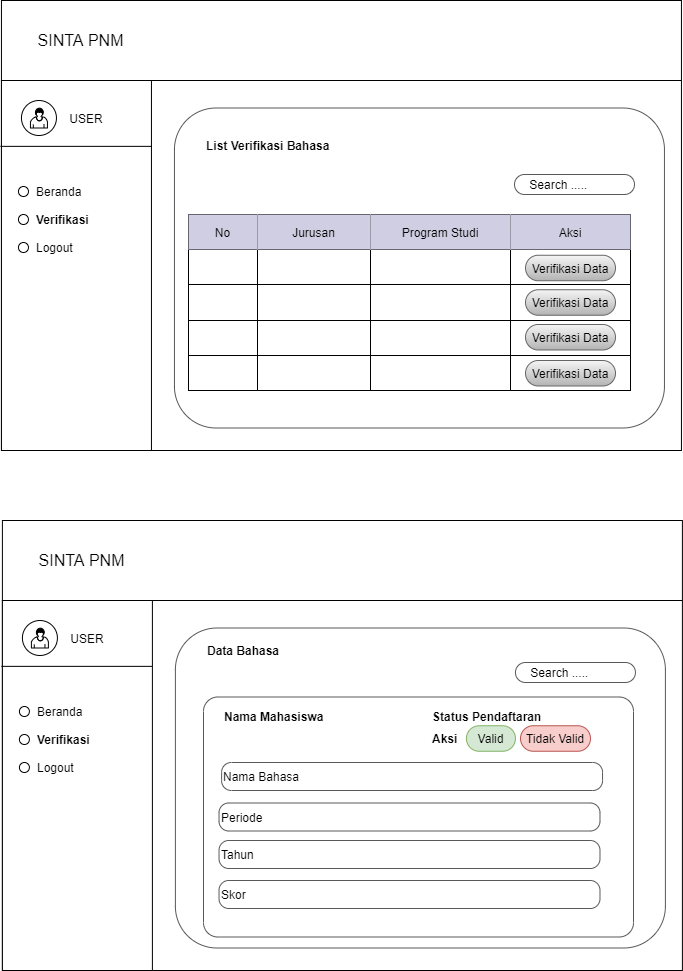 SINTA PNM
USER
Beranda
Verifikasi
Logout
List Verifikasi Bahasa
Search .....
No Jurusan Program Studi Aksi
Verifikasi Data
Verifikasi Data
Verifikasi Data
Verifikasi Data
SINTA PNM
USER
Beranda
Verifikasi
Logout
Data Bahasa
Search .....
Nama Mahasiswa Status Pendaftaran
Aksi Valid Tidak Valid
Nama Bahasa
Periode
Tahun
Skor